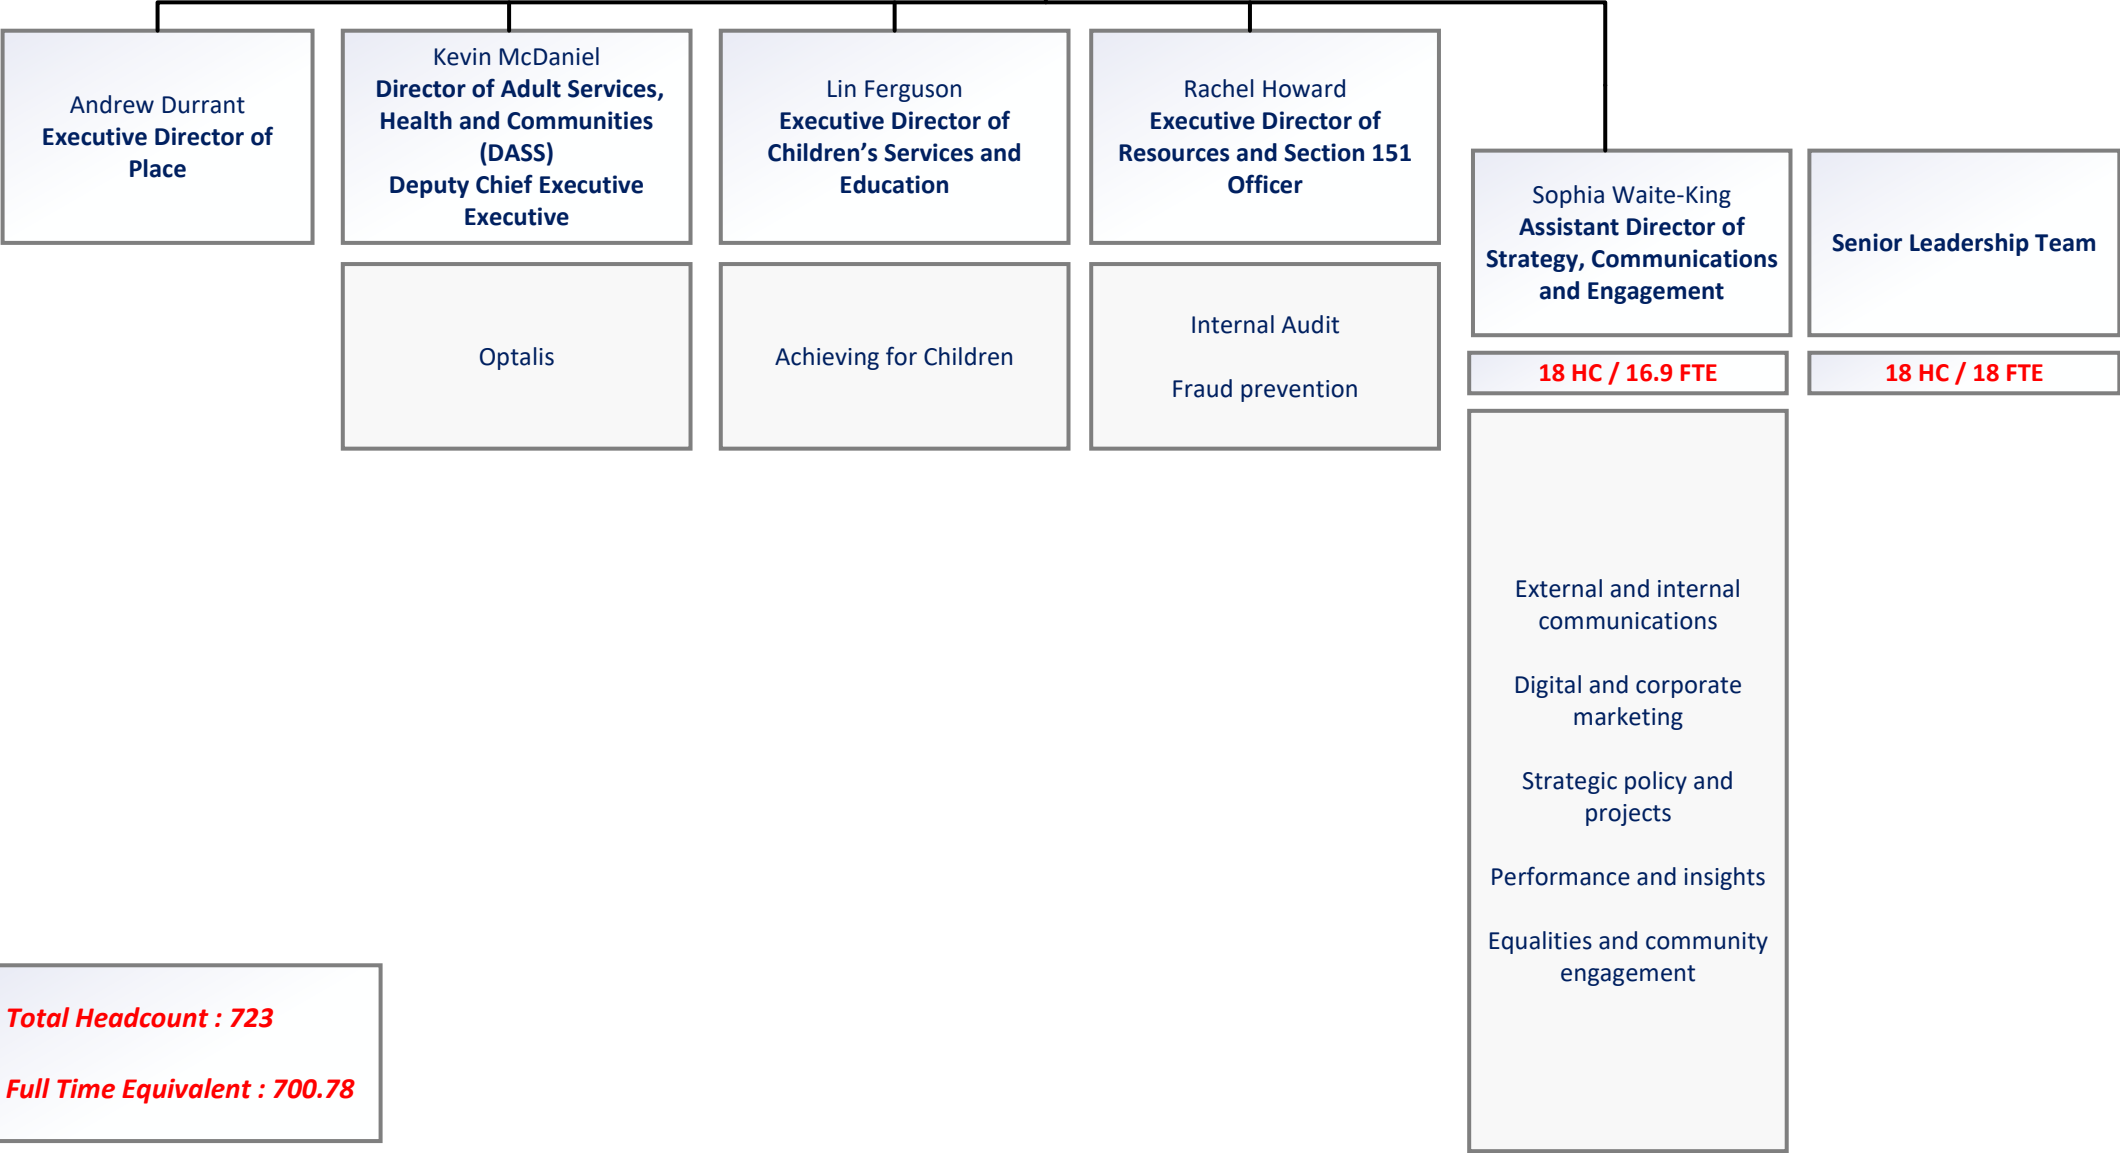 Andrew Durrant
Executive Director of
Place
Kevin McDaniel
Director of Adult Services,
Health and Communities
(DASS)
Deputy Chief Executive
Executive
Lin Ferguson
Executive Director of
Children’s Services and
Education
Rachel Howard
Executive Director of
Resources and Section 151
Officer
Sophia Waite-King
Assistant Director of
Strategy, Communications
and Engagement
Senior Leadership Team
Optalis
Achieving for Children
Internal Audit
Fraud prevention
18 HC / 16.9 FTE
18 HC / 18 FTE
External and internal
communications
Digital and corporate
marketing
Strategic policy and
projects
Performance and insights
Equalities and community
engagement
Total Headcount : 723
Full Time Equivalent : 700.78